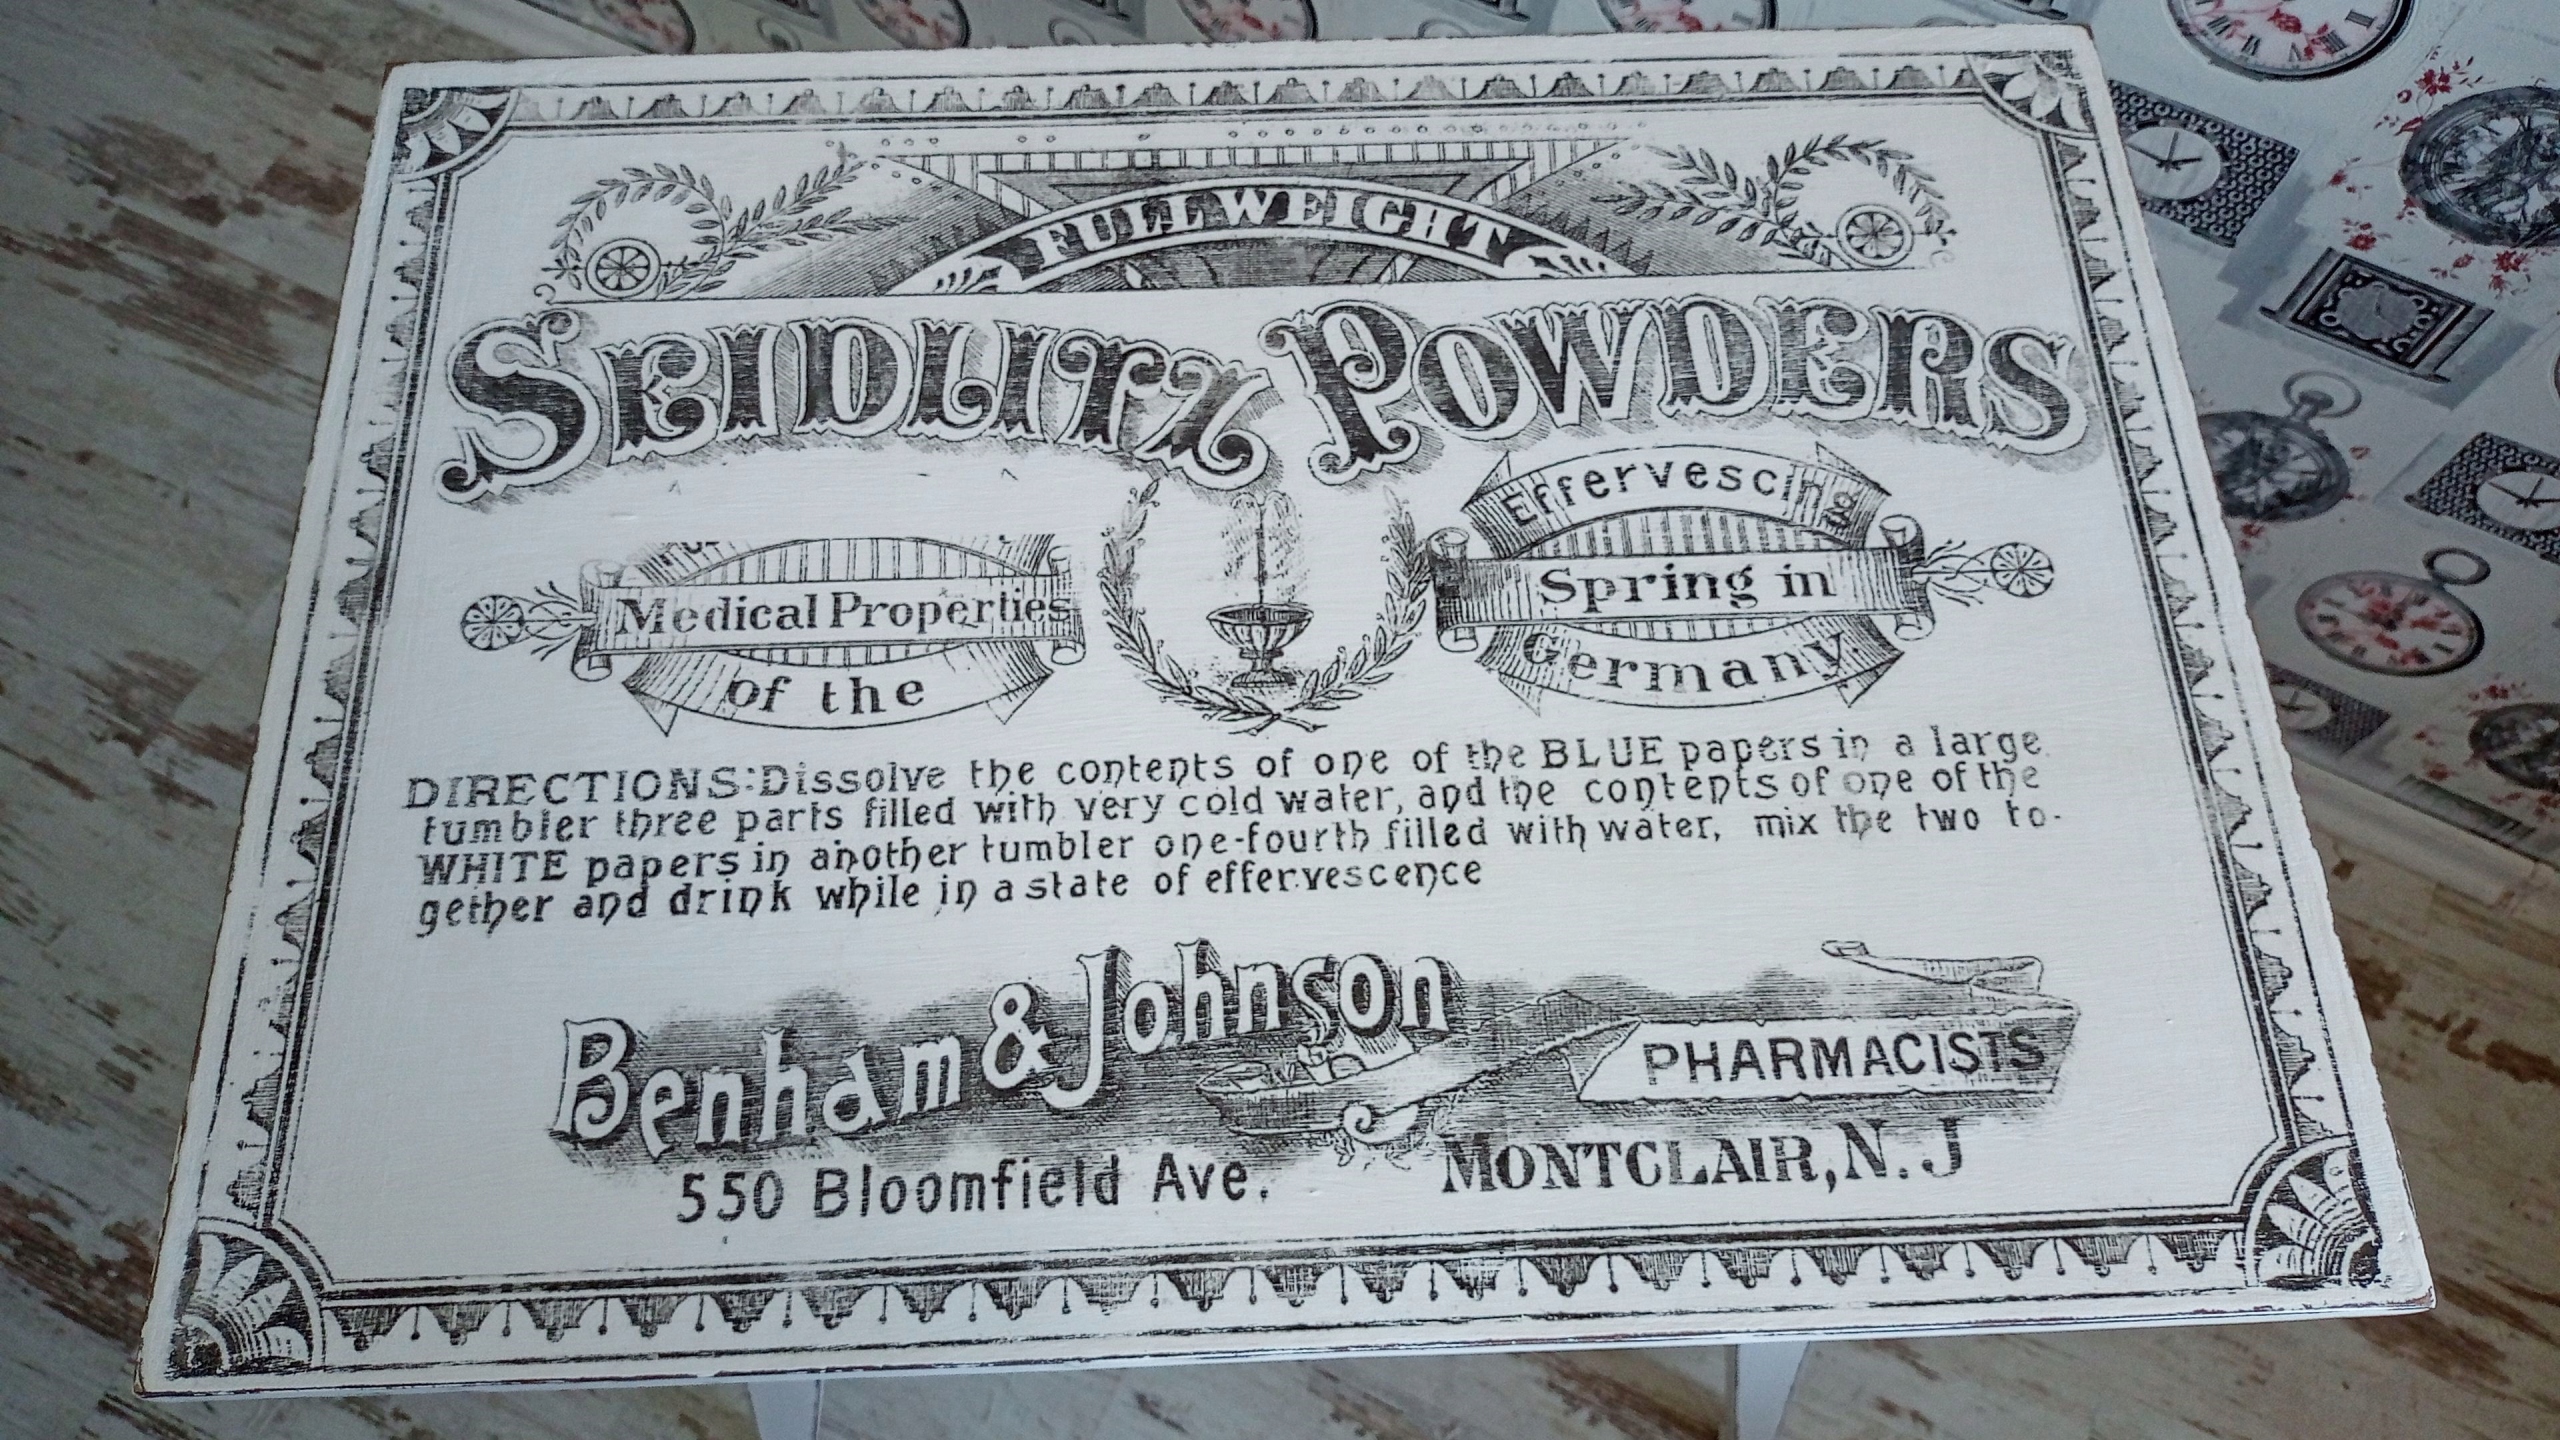 FULL WEIGHT
SEIDLITZ POWDERS
Medical Properties
of the
Effervescing
Spring in
Germany
DIRECTIONS: Dissolve the contents of one of the BLUE papers in a large
tumbler three parts filled with very cold water, and the contents of one of the
WHITE papers in another tumbler one-fourth filled with water, mix the two to-
gether and drink while in a state of effervescence
Benham & Johnson
PHARMACISTS
550 Bloomfield Ave.
MONTCLAIR, N. J